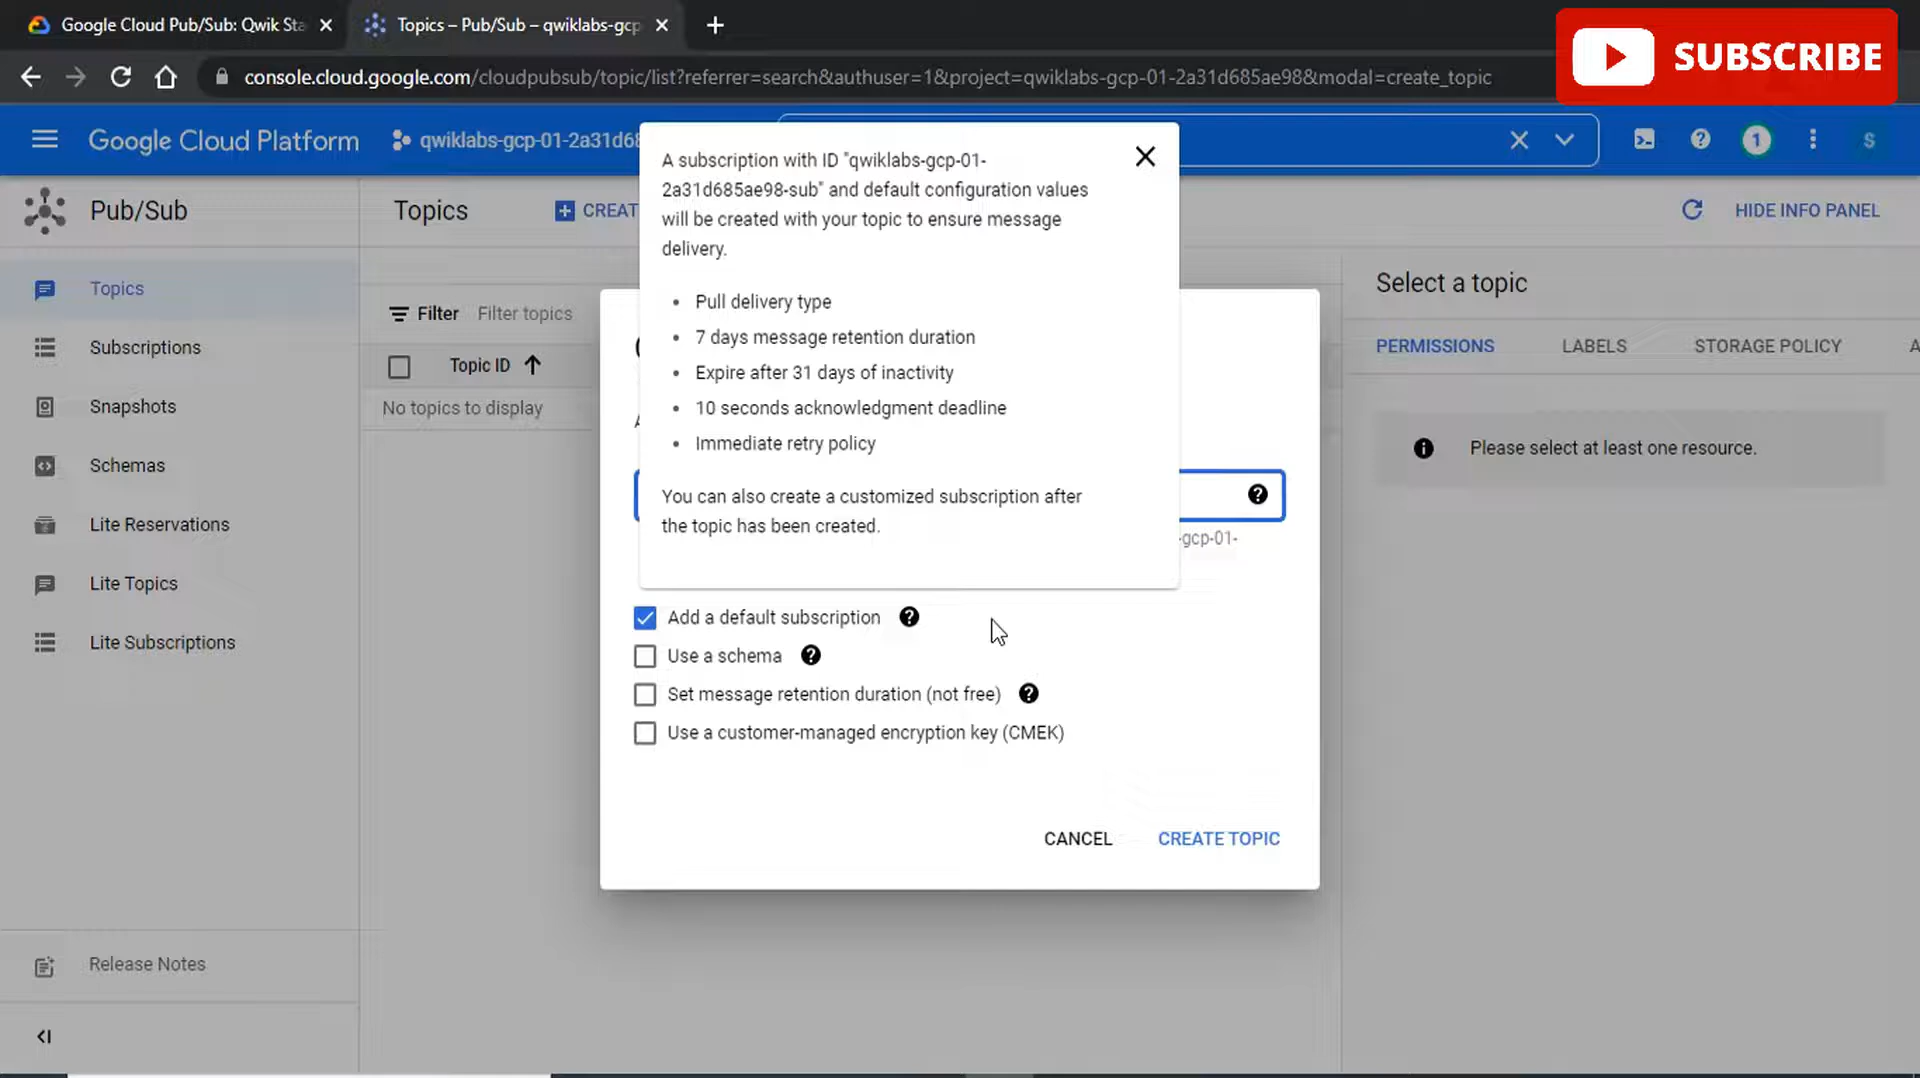 Google Cloud Pub/Sub: Qwik Sta
Topics – Pub/Sub – qwiklabs-gcp
console.cloud.google.com/cloudpubsub/topic/list?referrer=search&authuser=1&project=qwiklabs-gcp-01-2a31d685ae98&modal=create_topic
SUBSCRIBE
Google Cloud Platform
qwiklabs-gcp-01-2a31d68
1
S
Pub/Sub
Topics
CREAT
HIDE INFO PANEL
A subscription with ID "qwiklabs-gcp-01-
2a31d685ae98-sub" and default configuration values
will be created with your topic to ensure message
delivery.
• Pull delivery type
• 7 days message retention duration
• Expire after 31 days of inactivity
• 10 seconds acknowledgment deadline
• Immediate retry policy
You can also create a customized subscription after
the topic has been created.
Topics
Subscriptions
Snapshots
Schemas
Lite Reservations
Lite Topics
Lite Subscriptions
Release Notes
Filter Filter topics
Topic ID
No topics to display
-gcp-01-
Add a default subscription
Use a schema
Set message retention duration (not free)
Use a customer-managed encryption key (CMEK)
CANCEL CREATE TOPIC
Select a topic
PERMISSIONS LABELS STORAGE POLICY A
Please select at least one resource.